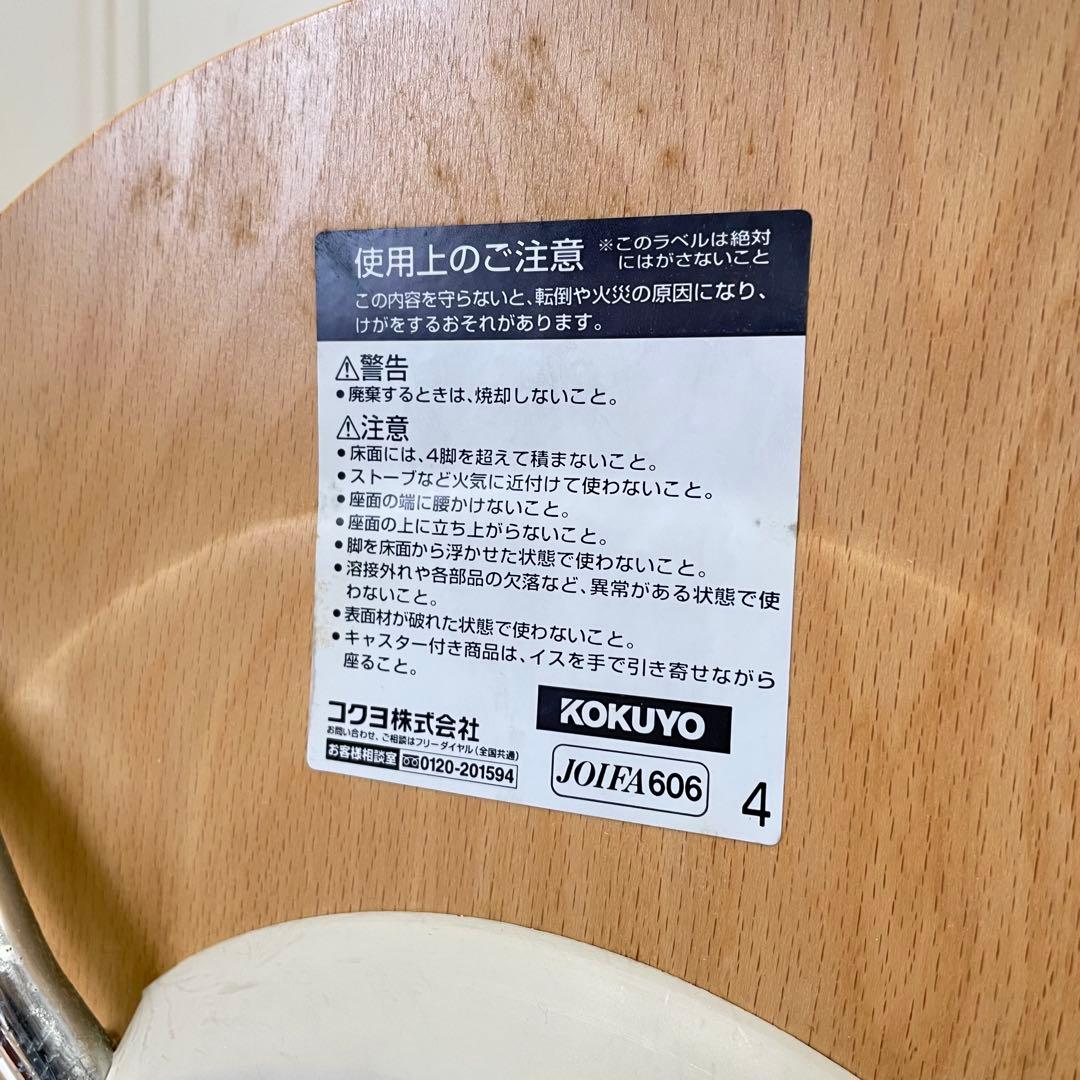 使用上のご注意
※このラベルは絶対
にはがさないこと
この内容を守らないと、転倒や火災の原因になり、
けがをするおそれがあります。
⚠警告
●廃棄するときは、焼却しないこと。
⚠注意
●床面には、4脚を超えて積まないこと。
●ストーブなど火気に近付けて使わないこと。
●座面の端に腰かけないこと。
●座面の上に立ち上がらないこと。
●脚を床面から浮かせた状態で使わないこと。
●溶接外れや各部品の欠落など、異常がある状態で使
わないこと。
●表面材が破れた状態で使わないこと。
●キャスター付き商品は、イスを手で引き寄せながら
座ること。
コクヨ株式会社
お問い合わせ、ご相談はフリーダイヤル(全国共通)
お客様相談室 0120-201594
KOKUYO
JOIFA606
4